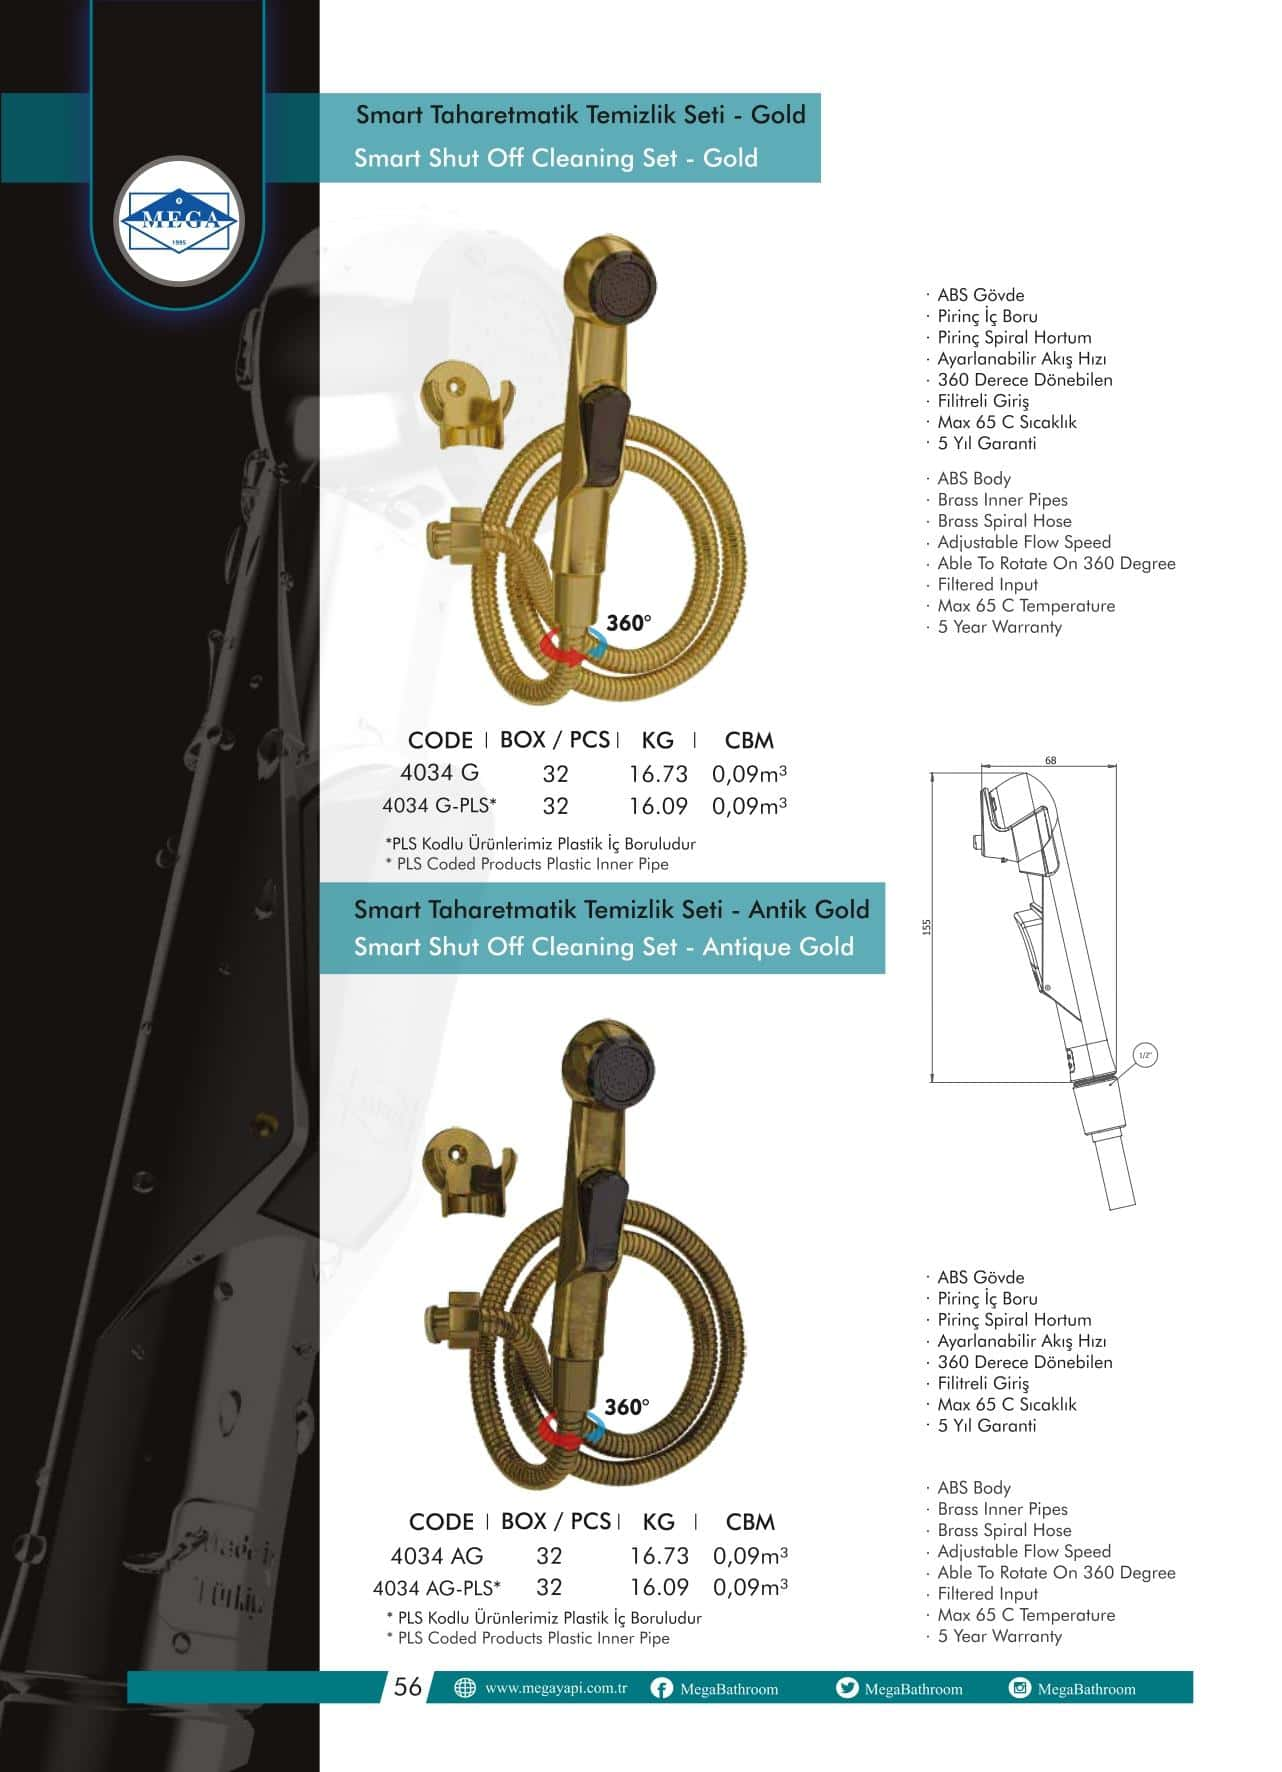 Smart Taharetmatik Temizlik Seti - Gold
Smart Shut Off Cleaning Set - Gold
MEGA
1995
· ABS Gövde
· Pirinç İç Boru
· Pirinç Spiral Hortum
· Ayarlanabilir Akış Hızı
· 360 Derece Dönebilen
· Filitreli Giriş
· Max 65 C Sıcaklık
· 5 Yıl Garanti
· ABS Body
· Brass Inner Pipes
· Brass Spiral Hose
· Adjustable Flow Speed
· Able To Rotate On 360 Degree
· Filtered Input
· Max 65 C Temperature
· 5 Year Warranty
360°
CODE | BOX / PCS | KG | CBM
4034 G 32 16.73 0,09m³
4034 G-PLS* 32 16.09 0,09m³
*PLS Kodlu Ürünlerimiz Plastik İç Boruludur
* PLS Coded Products Plastic Inner Pipe
68
155
1/2"
Smart Taharetmatik Temizlik Seti - Antik Gold
Smart Shut Off Cleaning Set - Antique Gold
360°
· ABS Gövde
· Pirinç İç Boru
· Pirinç Spiral Hortum
· Ayarlanabilir Akış Hızı
· 360 Derece Dönebilen
· Filitreli Giriş
· Max 65 C Sıcaklık
· 5 Yıl Garanti
· ABS Body
· Brass Inner Pipes
· Brass Spiral Hose
· Adjustable Flow Speed
· Able To Rotate On 360 Degree
· Filtered Input
· Max 65 C Temperature
· 5 Year Warranty
CODE | BOX / PCS | KG | CBM
4034 AG 32 16.73 0,09m³
4034 AG-PLS* 32 16.09 0,09m³
* PLS Kodlu Ürünlerimiz Plastik İç Boruludur
* PLS Coded Products Plastic Inner Pipe
Made in
Türkiye
56 www.megayapi.com.tr MegaBathroom MegaBathroom MegaBathroom